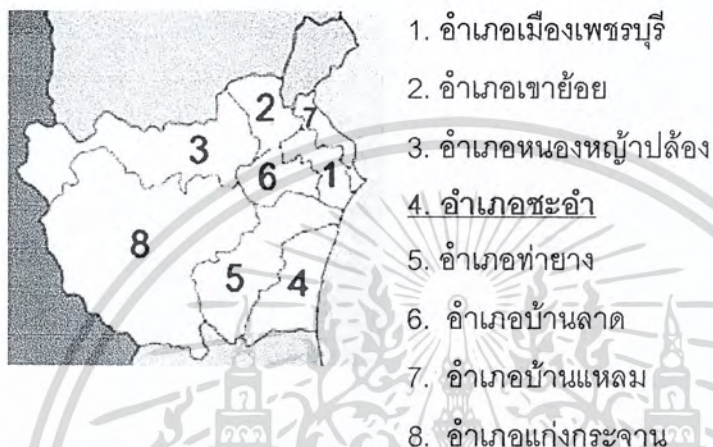 1. อำเภอเมืองเพชรบุรี
2. อำเภอเขาย้อย
3. อำเภอหนองหญ้าปล้อง
4. อำเภอชะอำ
5. อำเภอท่ายาง
6. อำเภอบ้านลาด
7. อำเภอบ้านแหลม
8. อำเภอแก่งกระจาน
2
7
3
6
1
8
5
4